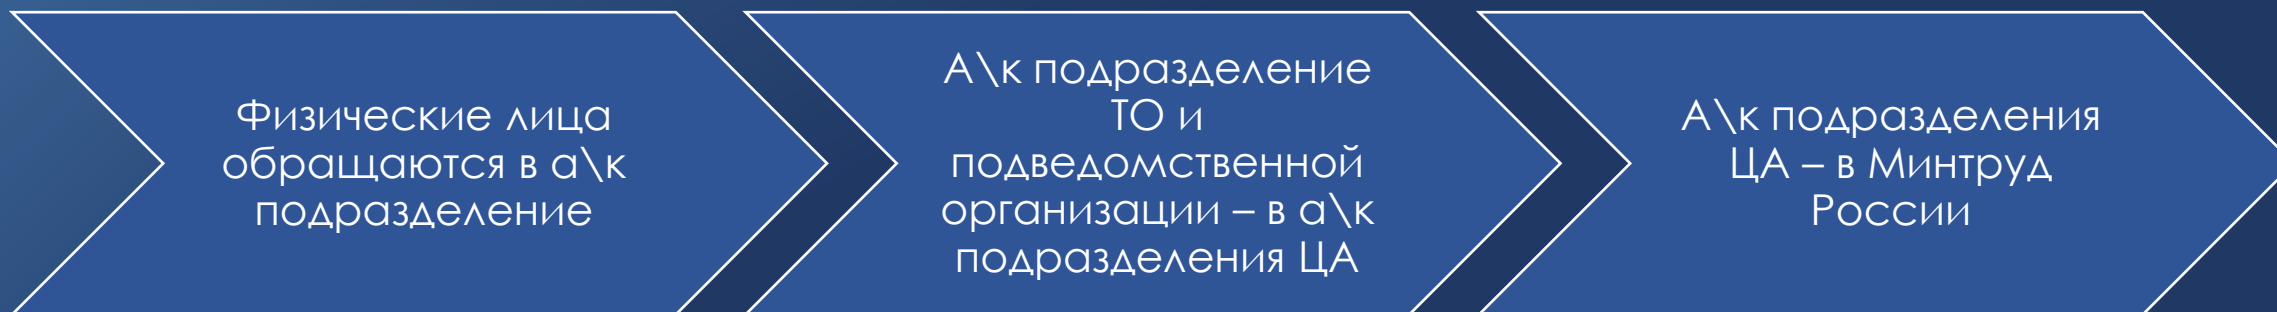 Физические лица
обращаются в а\к
подразделение
А\к подразделение
ТО и
подведомственной
организации – в а\к
подразделения ЦА
А\к подразделения
ЦА – в Минтруд
России